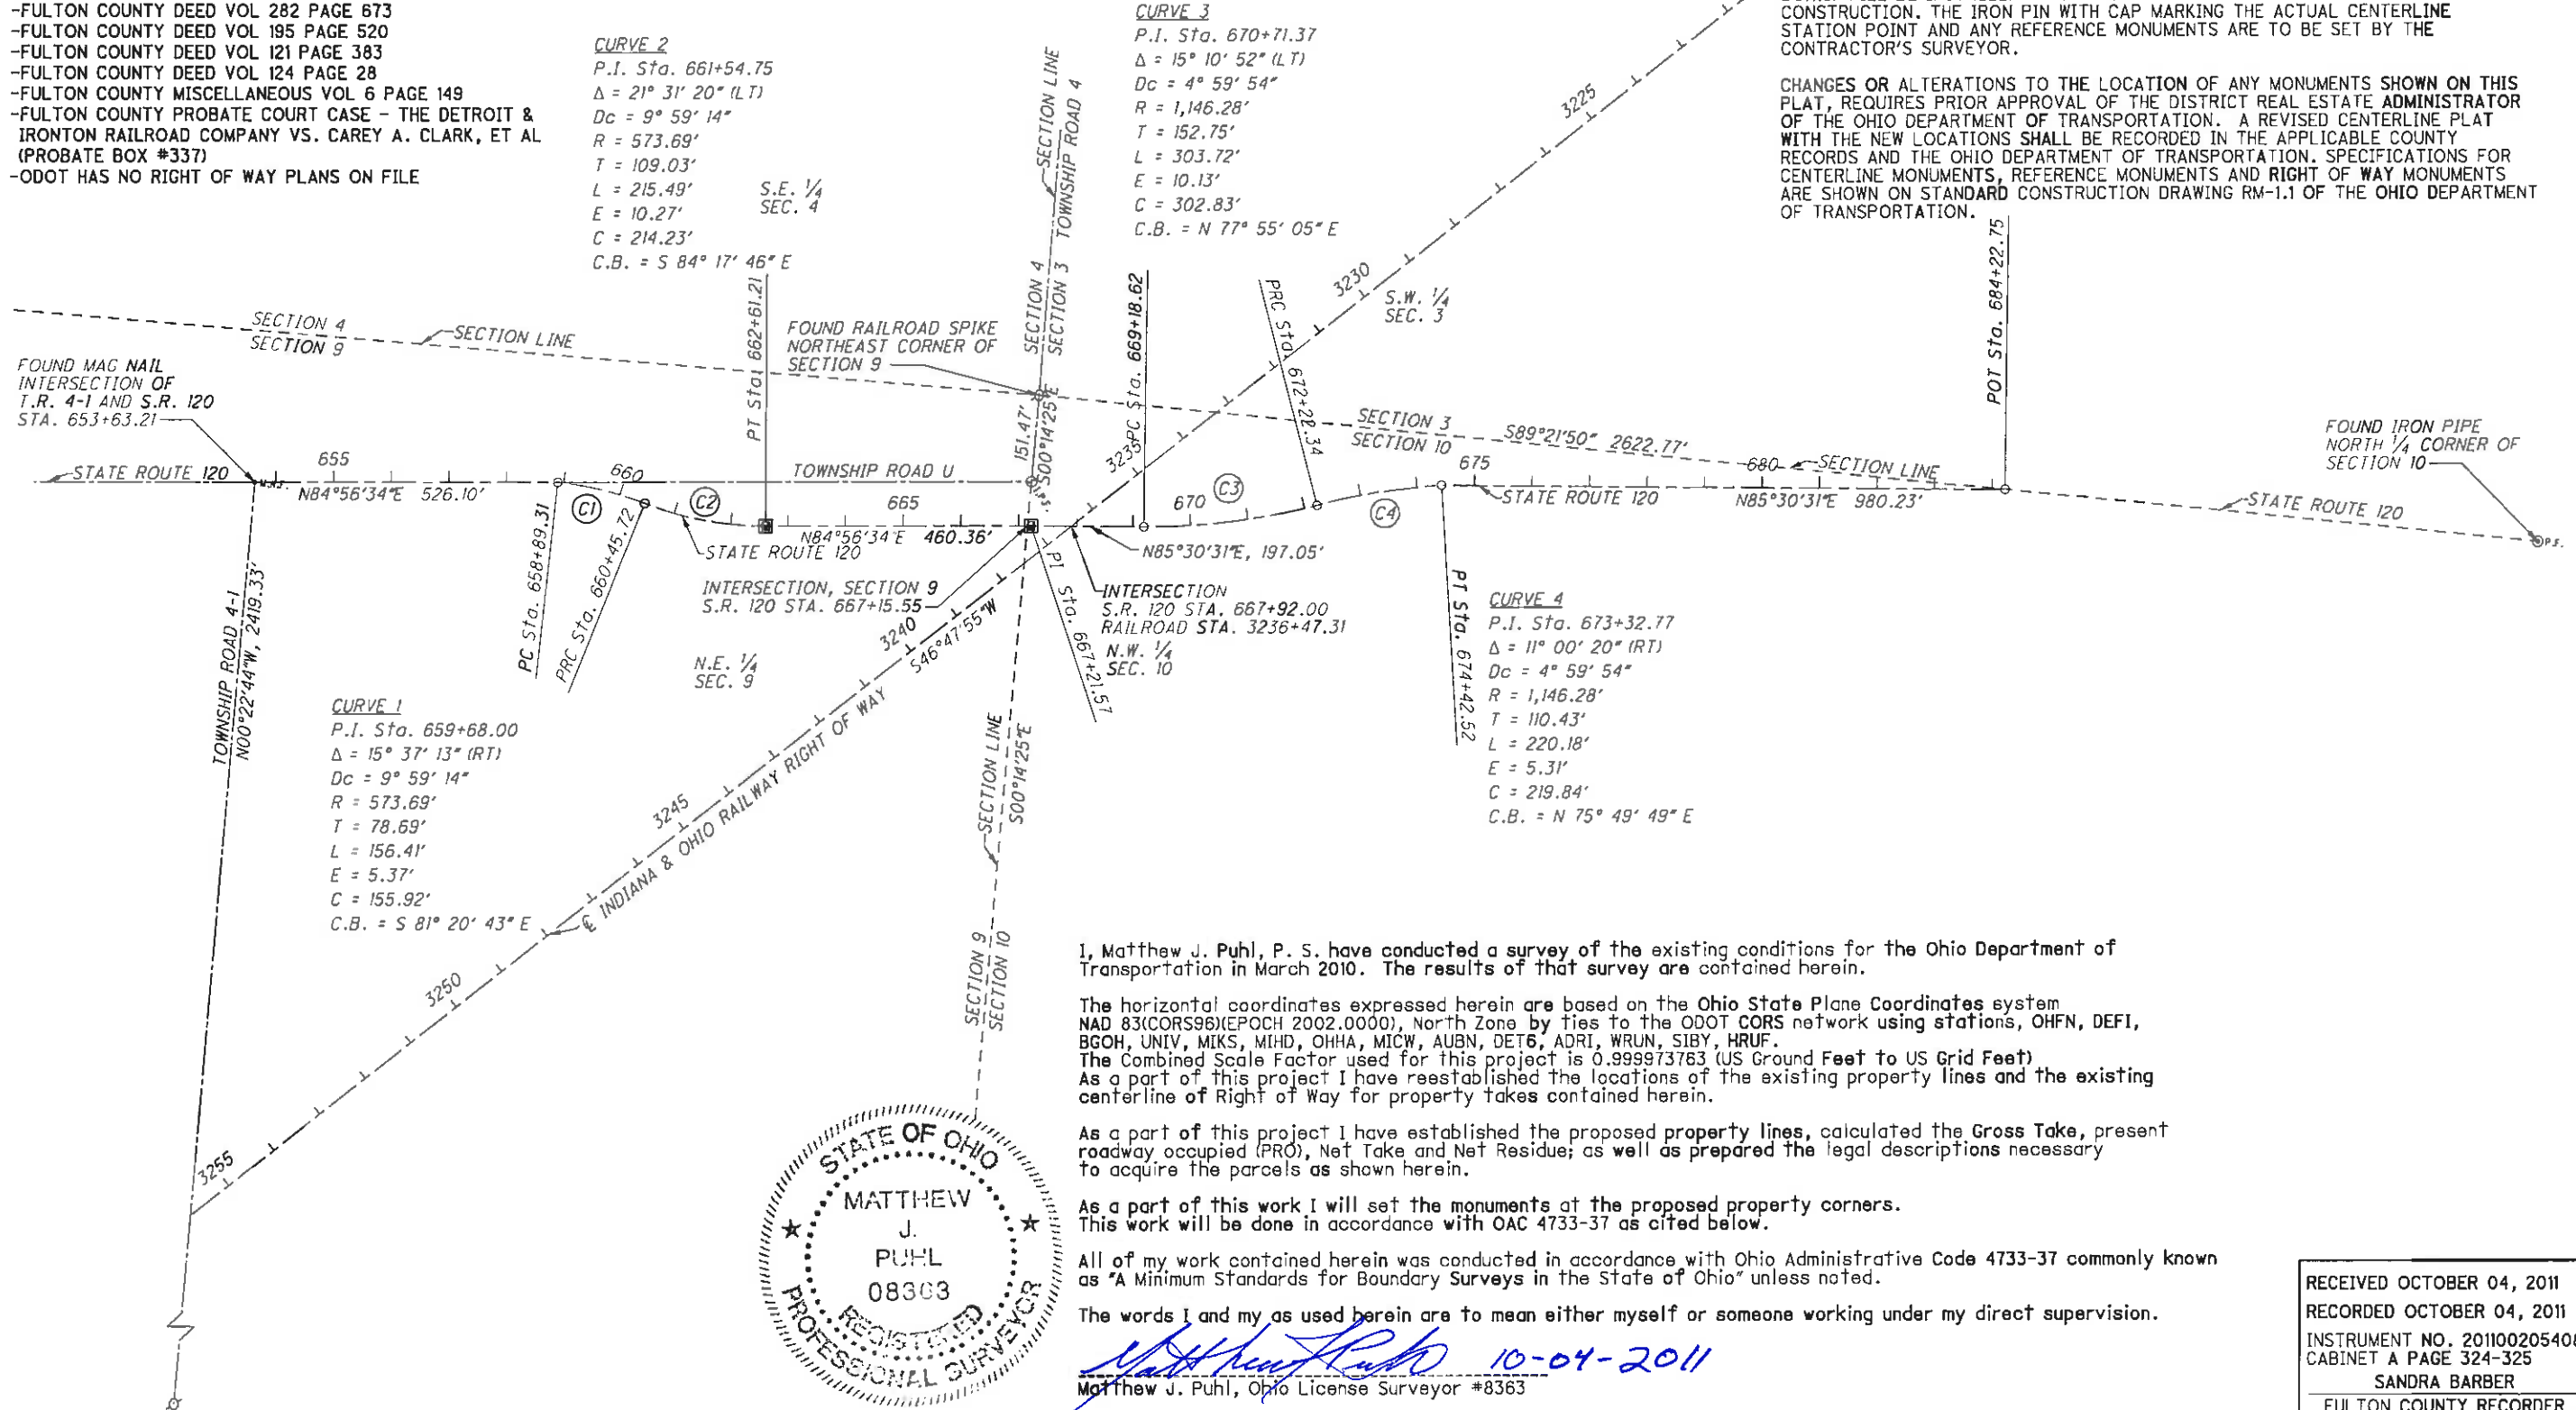 -FULTON COUNTY DEED VOL 282 PAGE 673
-FULTON COUNTY DEED VOL 195 PAGE 520
-FULTON COUNTY DEED VOL 121 PAGE 383
-FULTON COUNTY DEED VOL 124 PAGE 28
-FULTON COUNTY MISCELLANEOUS VOL 6 PAGE 149
-FULTON COUNTY PROBATE COURT CASE - THE DETROIT &
IRONTON RAILROAD COMPANY VS. CAREY A. CLARK, ET AL
(PROBATE BOX #337)
-ODOT HAS NO RIGHT OF WAY PLANS ON FILE
CURVE 2
P.I. Sta. 661+54.75
Δ = 21° 31' 20" (LT)
Dc = 9° 59' 14"
R = 573.69'
T = 109.03'
L = 215.49'
E = 10.27'
C = 214.23'
C.B. = S 84° 17' 46" E
S.E. 1/4
SEC. 4
SECTION LINE
TOWNSHIP ROAD 4
SECTION 4
SECTION 3
CURVE 3
P.I. Sta. 670+71.37
Δ = 15° 10' 52" (LT)
Dc = 4° 59' 54"
R = 1,146.28'
T = 152.75'
L = 303.72'
E = 10.13'
C = 302.83'
C.B. = N 77° 55' 05" E
CONSTRUCTION. THE IRON PIN WITH CAP MARKING THE ACTUAL CENTERLINE
STATION POINT AND ANY REFERENCE MONUMENTS ARE TO BE SET BY THE
CONTRACTOR'S SURVEYOR.
CHANGES OR ALTERATIONS TO THE LOCATION OF ANY MONUMENTS SHOWN ON THIS
PLAT, REQUIRES PRIOR APPROVAL OF THE DISTRICT REAL ESTATE ADMINISTRATOR
OF THE OHIO DEPARTMENT OF TRANSPORTATION. A REVISED CENTERLINE PLAT
WITH THE NEW LOCATIONS SHALL BE RECORDED IN THE APPLICABLE COUNTY
RECORDS AND THE OHIO DEPARTMENT OF TRANSPORTATION. SPECIFICATIONS FOR
CENTERLINE MONUMENTS, REFERENCE MONUMENTS AND RIGHT OF WAY MONUMENTS
ARE SHOWN ON STANDARD CONSTRUCTION DRAWING RM-1.1 OF THE OHIO DEPARTMENT
OF TRANSPORTATION.
3225
3230
S.W. 1/4
SEC. 3
SECTION 4
SECTION 9
SECTION LINE
FOUND MAG NAIL
INTERSECTION OF
T.R. 4-1 AND S.R. 120
STA. 653+63.21
PT Sta. 662+61.21
FOUND RAILROAD SPIKE
NORTHEAST CORNER OF
SECTION 9
151.47'
S00°14'25"E
PC Sta. 669+18.62
PRC Sta. 672+22.34
SECTION 3
SECTION 10
S89°21'50" 2622.77'
SECTION LINE
POT Sta. 684+22.75
FOUND IRON PIPE
NORTH 1/4 CORNER OF
SECTION 10
STATE ROUTE 120
655
N84°56'34"E 526.10'
660
C1
C2
TOWNSHIP ROAD U
665
N84°56'34"E 460.36'
STATE ROUTE 120
I.P.S.
3235
670
C3
C4
675
680
STATE ROUTE 120
N85°30'31"E 980.23'
STATE ROUTE 120
P.S.
N85°30'31"E, 197.05'
PC Sta. 658+89.31
PRC Sta. 660+45.72
INTERSECTION, SECTION 9
S.R. 120 STA. 667+15.55
PI Sta. 667+21.57
INTERSECTION
S.R. 120 STA. 667+92.00
RAILROAD STA. 3236+47.31
N.W. 1/4
SEC. 10
PT Sta. 674+42.52
CURVE 4
P.I. Sta. 673+32.77
Δ = 11° 00' 20" (RT)
Dc = 4° 59' 54"
R = 1,146.28'
T = 110.43'
L = 220.18'
E = 5.31'
C = 219.84'
C.B. = N 75° 49' 49" E
TOWNSHIP ROAD 4-1
N00°22'44"W, 2419.33'
3240
S46°47'55"W
N.E. 1/4
SEC. 9
CURVE 1
P.I. Sta. 659+68.00
Δ = 15° 37' 13" (RT)
Dc = 9° 59' 14"
R = 573.69'
T = 78.69'
L = 156.41'
E = 5.37'
C = 155.92'
C.B. = S 81° 20' 43" E
3245
℄ INDIANA & OHIO RAILWAY RIGHT OF WAY
SECTION LINE
S00°14'25"E
SECTION 9
SECTION 10
3250
3255
I, Matthew J. Puhl, P. S. have conducted a survey of the existing conditions for the Ohio Department of
Transportation in March 2010. The results of that survey are contained herein.
The horizontal coordinates expressed herein are based on the Ohio State Plane Coordinates system
NAD 83(CORS96)(EPOCH 2002.0000), North Zone by ties to the ODOT CORS network using stations, OHFN, DEFI,
BGOH, UNIV, MIKS, MIHD, OHHA, MICW, AUBN, DET6, ADRI, WRUN, SIBY, HRUF.
The Combined Scale Factor used for this project is 0.999973763 (US Ground Feet to US Grid Feet)
As a part of this project I have reestablished the locations of the existing property lines and the existing
centerline of Right of Way for property takes contained herein.
As a part of this project I have established the proposed property lines, calculated the Gross Take, present
roadway occupied (PRO), Net Take and Net Residue; as well as prepared the legal descriptions necessary
to acquire the parcels as shown herein.
As a part of this work I will set the monuments at the proposed property corners.
This work will be done in accordance with OAC 4733-37 as cited below.
All of my work contained herein was conducted in accordance with Ohio Administrative Code 4733-37 commonly known
as "A Minimum Standards for Boundary Surveys in the State of Ohio" unless noted.
The words I and my as used herein are to mean either myself or someone working under my direct supervision.
Matthew J Puhl 10-04-2011
Matthew J. Puhl, Ohio License Surveyor #8363
STATE OF OHIO
MATTHEW
J.
PUHL
08363
REGISTERED
PROFESSIONAL SURVEYOR
RECEIVED OCTOBER 04, 2011
RECORDED OCTOBER 04, 2011
INSTRUMENT NO. 201100205408
CABINET A PAGE 324-325
SANDRA BARBER
FULTON COUNTY RECORDER